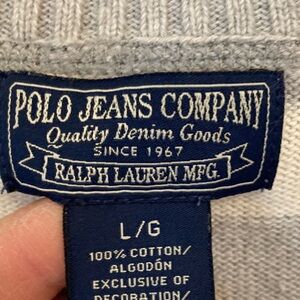 POLO JEANS COMPANY
Quality Denim Goods
SINCE 1967
RALPH LAUREN MFG.
L/G
100% COTTON/
ALGODÓN
EXCLUSIVE OF
DECORATION/